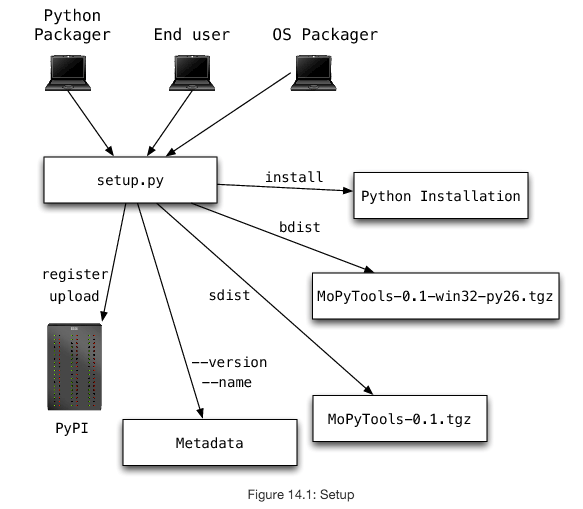 Python
Packager
End user
OS Packager
setup.py
install
Python Installation
bdist
register
upload
sdist
MoPyTools-0.1-win32-py26.tgz
--version
--name
PyPI
Metadata
MoPyTools-0.1.tgz
Figure 14.1: Setup